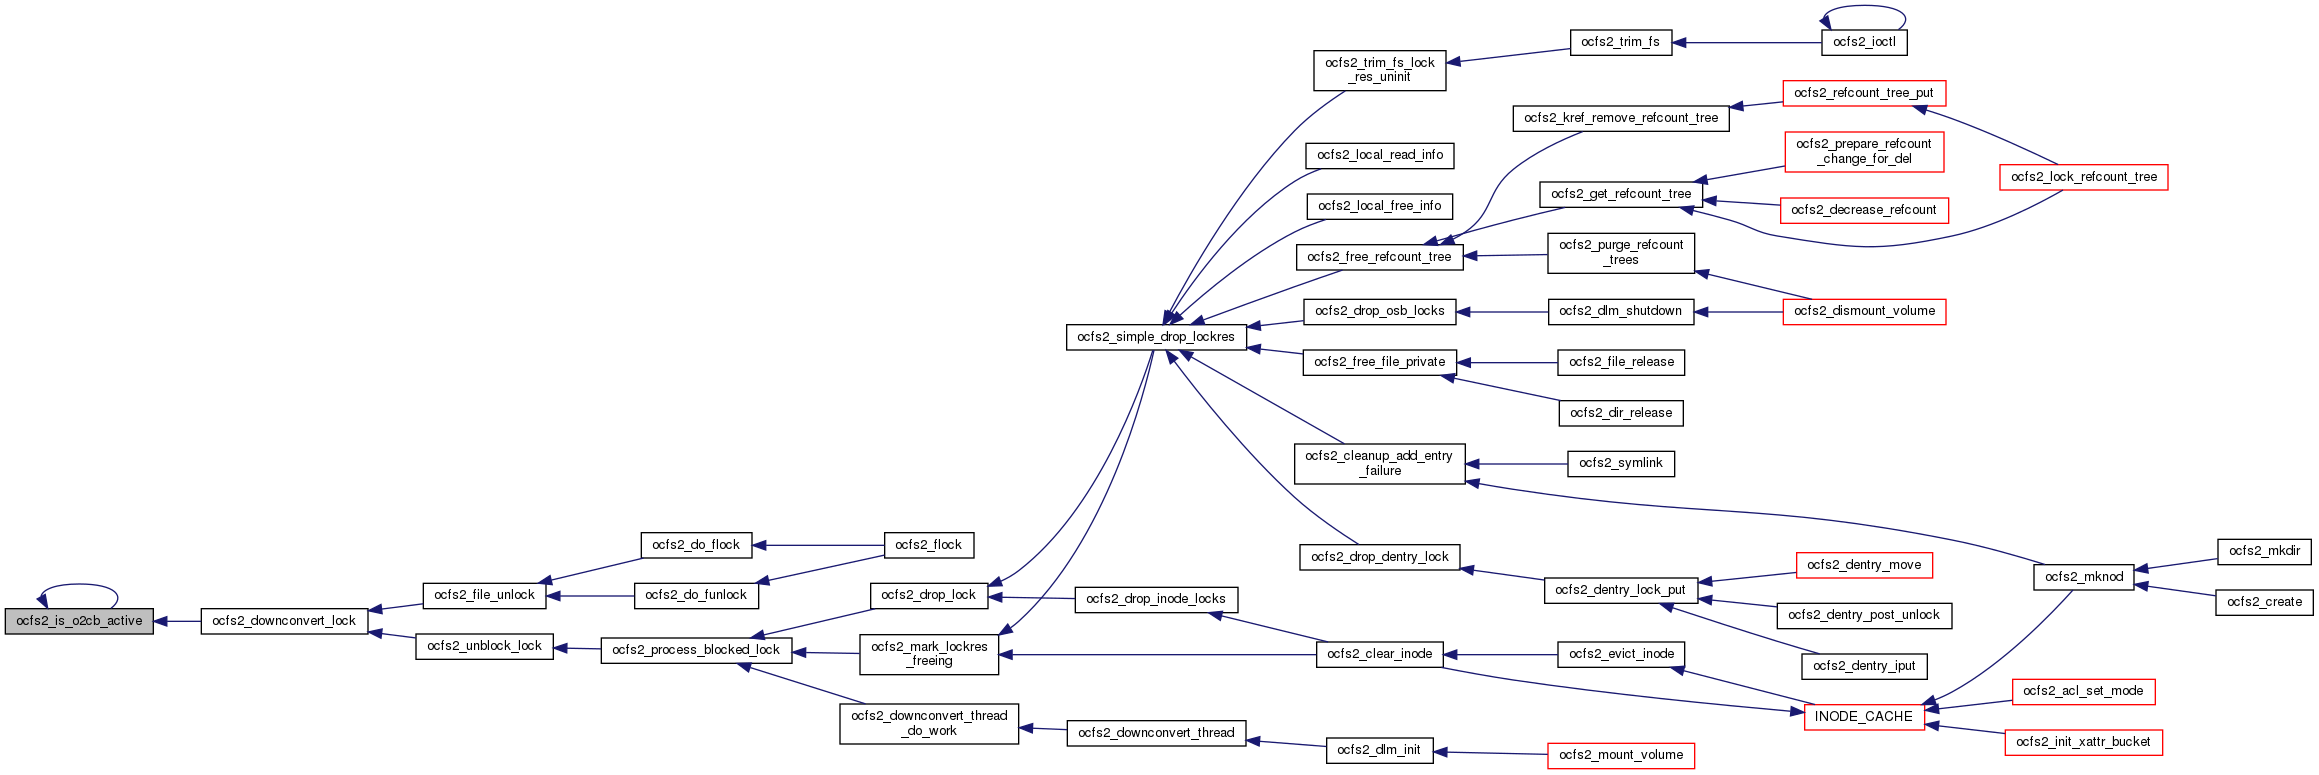 ocfs2_ioctl
ocfs2_trim_fs
ocfs2_trim_fs_lock
_res_uninit
ocfs2_refcount_tree_put
ocfs2_kref_remove_refcount_tree
ocfs2_prepare_refcount
_change_for_del
ocfs2_local_read_info
ocfs2_lock_refcount_tree
ocfs2_get_refcount_tree
ocfs2_local_free_info
ocfs2_decrease_refcount
ocfs2_purge_refcount
_trees
ocfs2_free_refcount_tree
ocfs2_drop_osb_locks
ocfs2_dlm_shutdown
ocfs2_dismount_volume
ocfs2_simple_drop_lockres
ocfs2_free_file_private
ocfs2_file_release
ocfs2_dir_release
ocfs2_cleanup_add_entry
_failure
ocfs2_symlink
ocfs2_do_flock
ocfs2_flock
ocfs2_drop_dentry_lock
ocfs2_mkdir
ocfs2_dentry_move
ocfs2_mknod
ocfs2_file_unlock
ocfs2_do_funlock
ocfs2_drop_lock
ocfs2_drop_inode_locks
ocfs2_dentry_lock_put
ocfs2_create
ocfs2_is_o2cb_active
ocfs2_downconvert_lock
ocfs2_dentry_post_unlock
ocfs2_unblock_lock
ocfs2_process_blocked_lock
ocfs2_mark_lockres
_freeing
ocfs2_clear_inode
ocfs2_evict_inode
ocfs2_dentry_iput
ocfs2_acl_set_mode
ocfs2_downconvert_thread
_do_work
INODE_CACHE
ocfs2_downconvert_thread
ocfs2_init_xattr_bucket
ocfs2_dlm_init
ocfs2_mount_volume